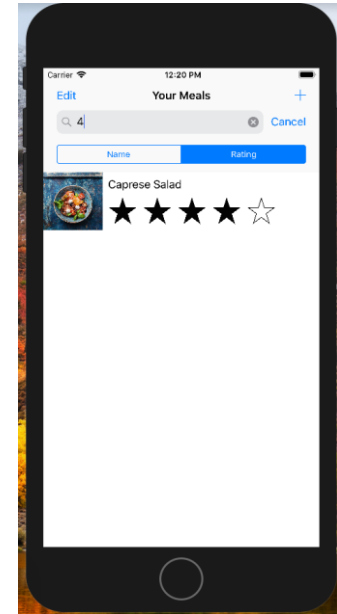 Carrier 12:20 PM
Edit Your Meals +
4 Cancel
Name Rating
Caprese Salad